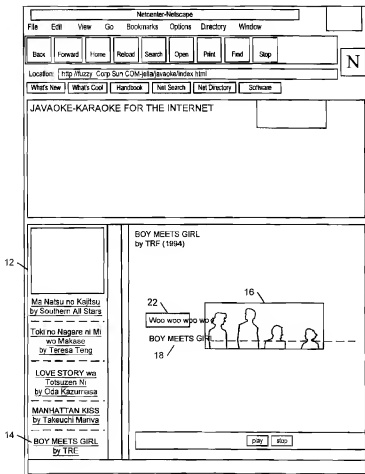 Netcenter-Netscape
File Edit View Go Bookmarks Options Directory Window
Back Forward Home Reload Search Open Print Find Stop
N
Location: http://fuzzy Corp Sun COM-jella/javaoke/index html
What's New What's Cool Handbook Net Search Net Directory Software
JAVAOKE-KARAOKE FOR THE INTERNET
BOY MEETS GIRL
by TRF (1994)
12
16
22
Woo woo woo wo
BOY MEETS GI
18
Ma Natsu no Kajitsu
by Southern All Stars
Toki no Nagare ni Mi
wo Makase
by Teresa Teng
LOVE STORY wa
Totsuzen Ni
by Oda Kazumasa
MANHATTAN KISS
by Takeuchi Manva
14
BOY MEETS GIRL
by TRF
play stop